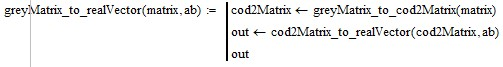 greyMatrix_to_realVector(matrix,ab) := cod2Matrix ← greyMatrix_to_cod2Matrix(matrix)
out ← cod2Matrix_to_realVector(cod2Matrix,ab)
out